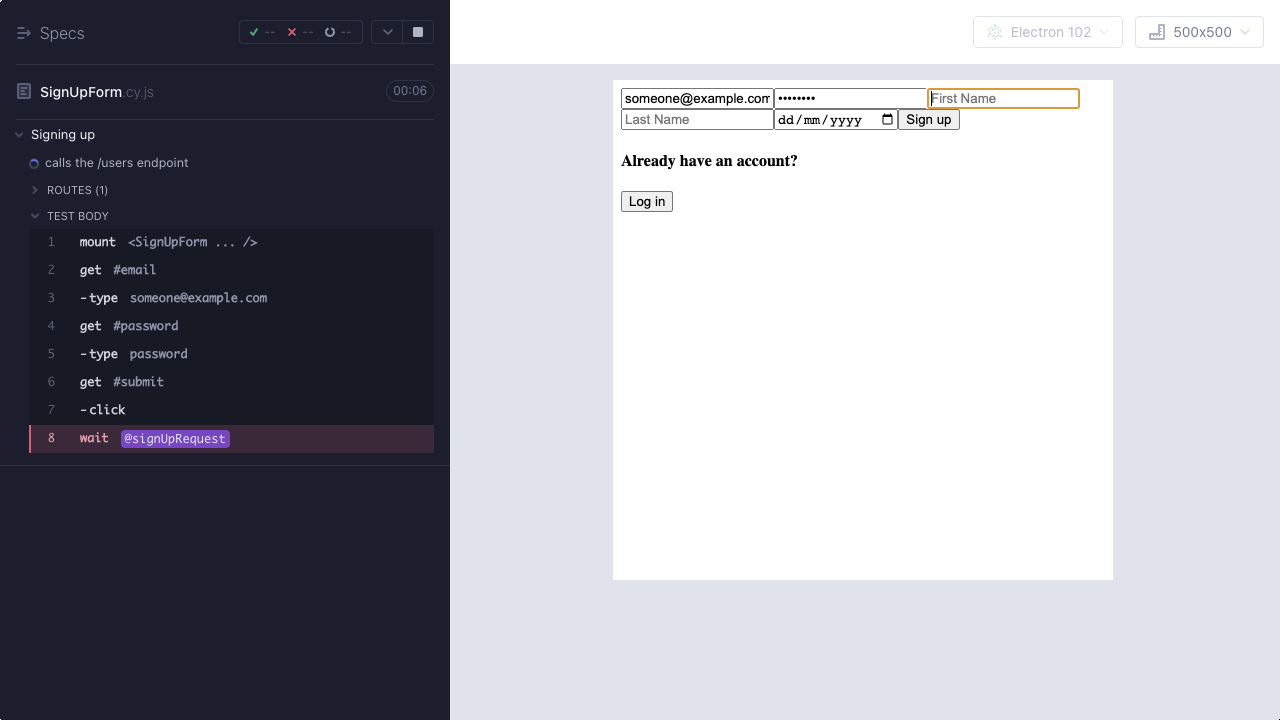 Specs
-- -- --
SignUpForm.cy.js 00:06
Signing up
calls the /users endpoint
ROUTES (1)
TEST BODY
1 mount <SignUpForm ... />
2 get #email
3 -type someone@example.com
4 get #password
5 -type password
6 get #submit
7 -click
8 wait @signUpRequest
Electron 102 500x500
someone@example.com •••••••• First Name
Last Name dd/mm/yyyy Sign up
Already have an account?
Log in